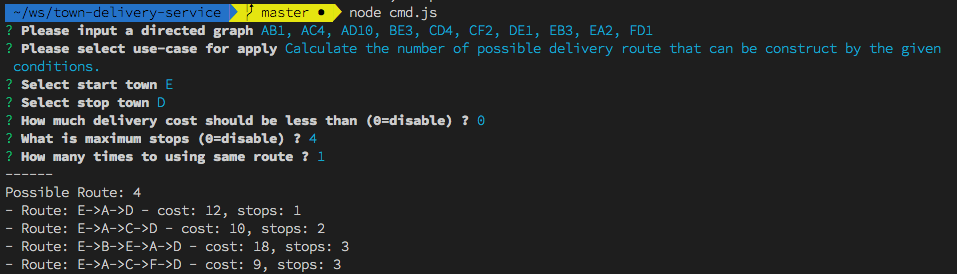 ~/ws/town-delivery-service master ● node cmd.js
? Please input a directed graph AB1, AC4, AD10, BE3, CD4, CF2, DE1, EB3, EA2, FD1
? Please select use-case for apply Calculate the number of possible delivery route that can be construct by the given
conditions.
? Select start town E
? Select stop town D
? How much delivery cost should be less than (0=disable) ? 0
? What is maximum stops (0=disable) ? 4
? How many times to using same route ? 1
------
Possible Route: 4
- Route: E->A->D - cost: 12, stops: 1
- Route: E->A->C->D - cost: 10, stops: 2
- Route: E->B->E->A->D - cost: 18, stops: 3
- Route: E->A->C->F->D - cost: 9, stops: 3